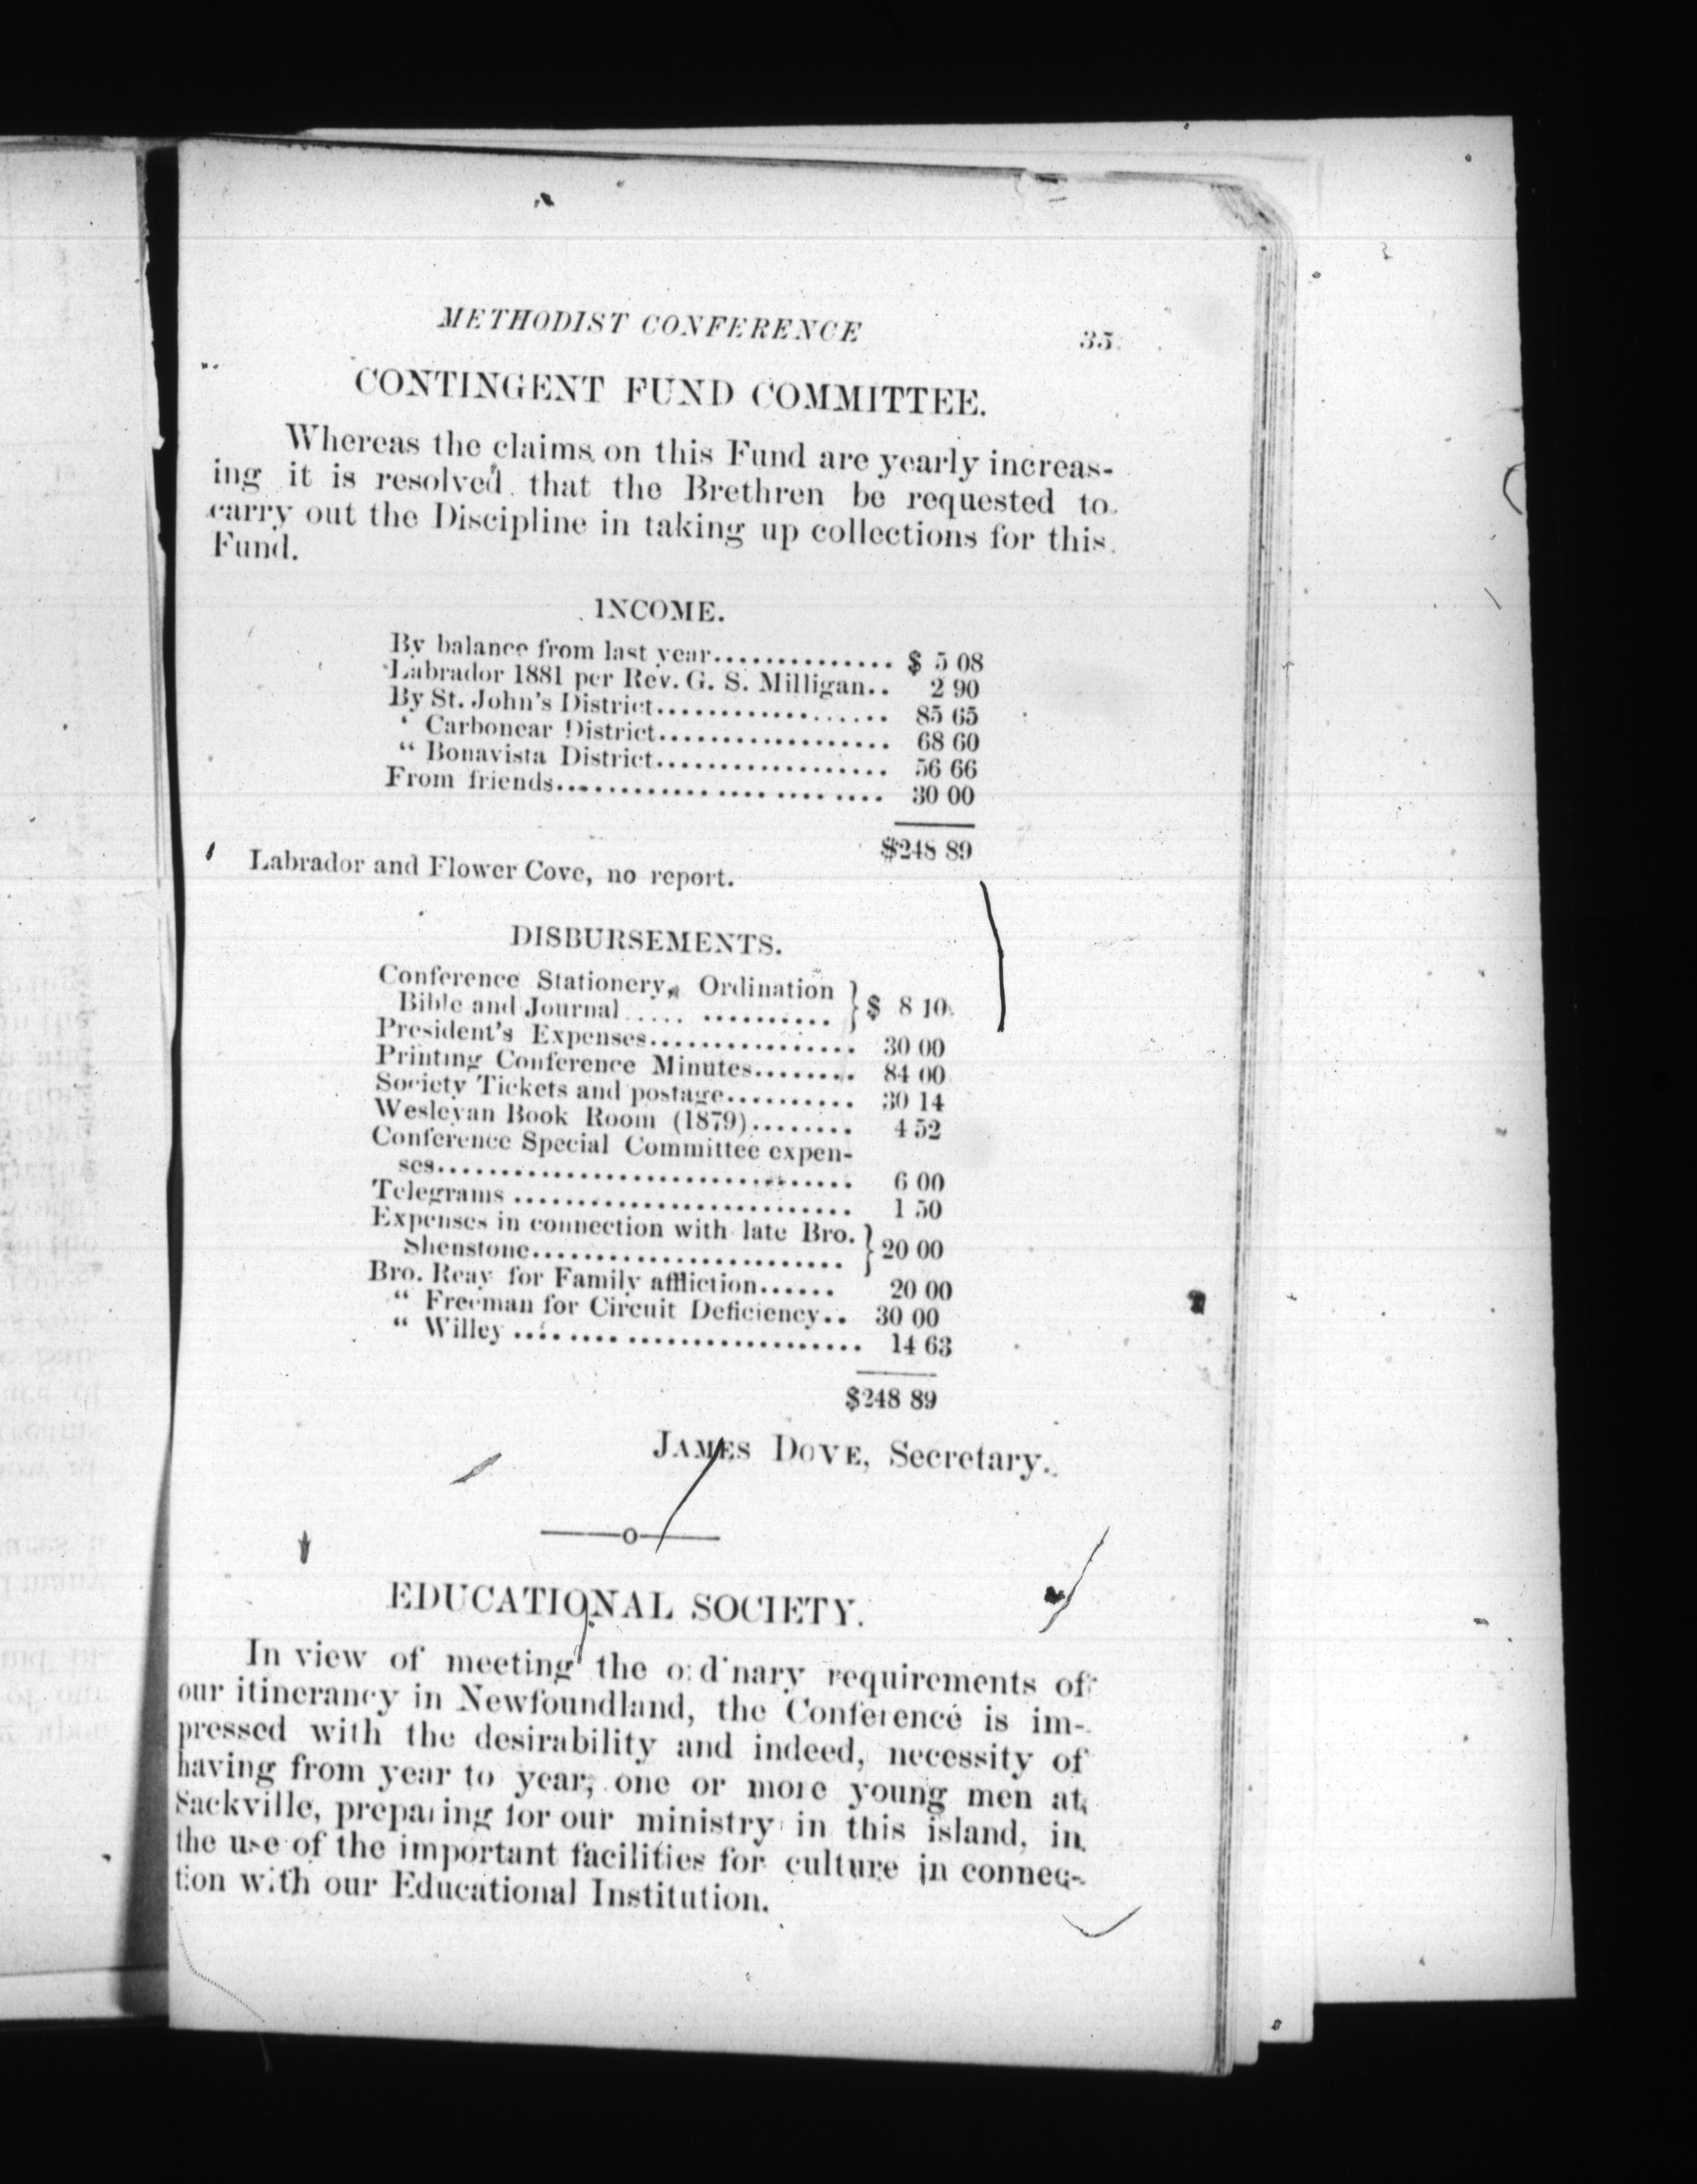 METHODIST CONFERENCE 35
CONTINGENT FUND COMMITTEE.
Whereas the claims on this Fund are yearly increas-
ing it is resolved that the Brethren be requested to
carry out the Discipline in taking up collections for this
Fund.
INCOME.
By balance from last year............... $ 5 08
Labrador 1881 per Rev. G. S. Milligan.. 2 90
By St. John's District.................. 85 65
‘ Carbonear District.................. 68 60
“ Bonavista District.................. 56 66
From friends............................ 30 00
$248 89
Labrador and Flower Cove, no report.
DISBURSEMENTS.
Conference Stationery, Ordination
Bible and Journal ..... .......... } $ 8 10
President's Expenses................ 30 00
Printing Conference Minutes........ 84 00
Society Tickets and postage.......... 30 14
Wesleyan Book Room (1879)........ 4 52
Conference Special Committee expen-
ses.................................. 6 00
Telegrams .......................... 1 50
Expenses in connection with late Bro.
Shenstone.......................... } 20 00
Bro. Reay for Family affliction...... 20 00
“ Freeman for Circuit Deficiency.. 30 00
“ Willey ............................ 14 63
$248 89
JAMES DOVE, Secretary.
——o——
EDUCATIONAL SOCIETY.
In view of meeting the ord'nary requirements of
our itinerancy in Newfoundland, the Conference is im-
pressed with the desirability and indeed, necessity of
having from year to year, one or more young men at
Sackville, preparing for our ministry in this island, in
the use of the important facilities for culture in connec-
tion with our Educational Institution.